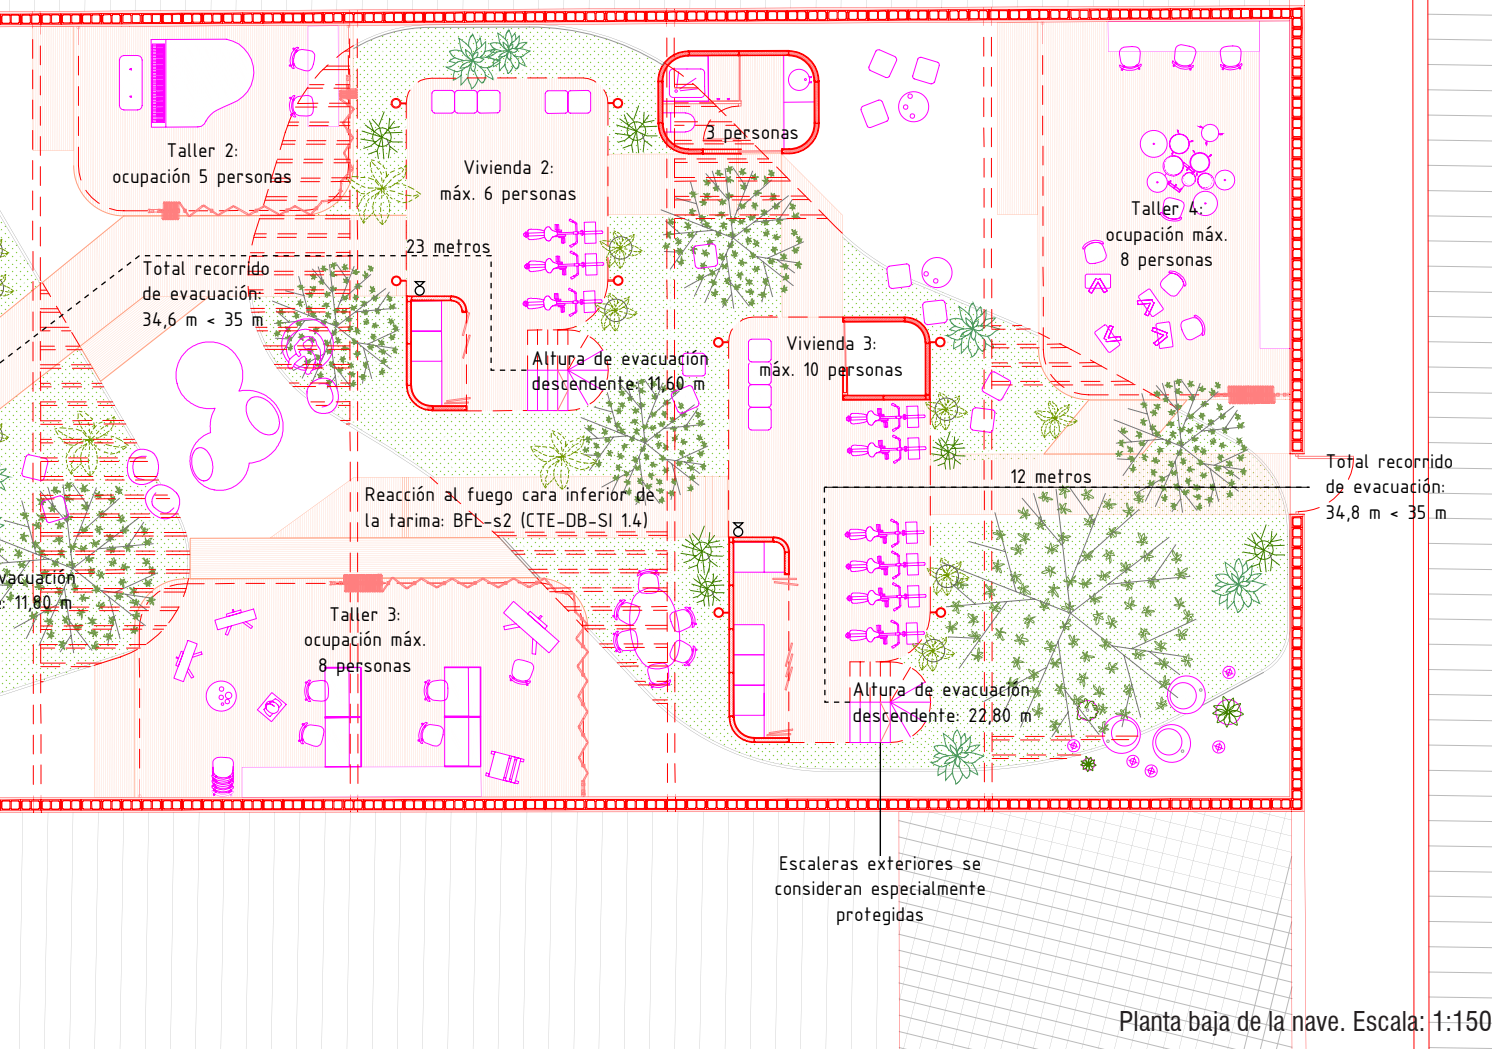 Taller 2:
ocupación 5 personas
Vivienda 2:
máx. 6 personas
3 personas
Taller 4:
ocupación máx.
8 personas
23 metros
Total recorrido
de evacuación:
34,6 m < 35 m
Altura de evacuación
descendente: 11,60 m
Vivienda 3:
máx. 10 personas
12 metros
Total recorrido
de evacuación:
34,8 m < 35 m
Reacción al fuego cara inferior de
la tarima: BFL-s2 (CTE-DB-SI 1.4)
vacuación
: 11,80 m
Taller 3:
ocupación máx.
8 personas
Altura de evacuación
descendente: 22,80 m
Escaleras exteriores se
consideran especialmente
protegidas
Planta baja de la nave. Escala: 1:150